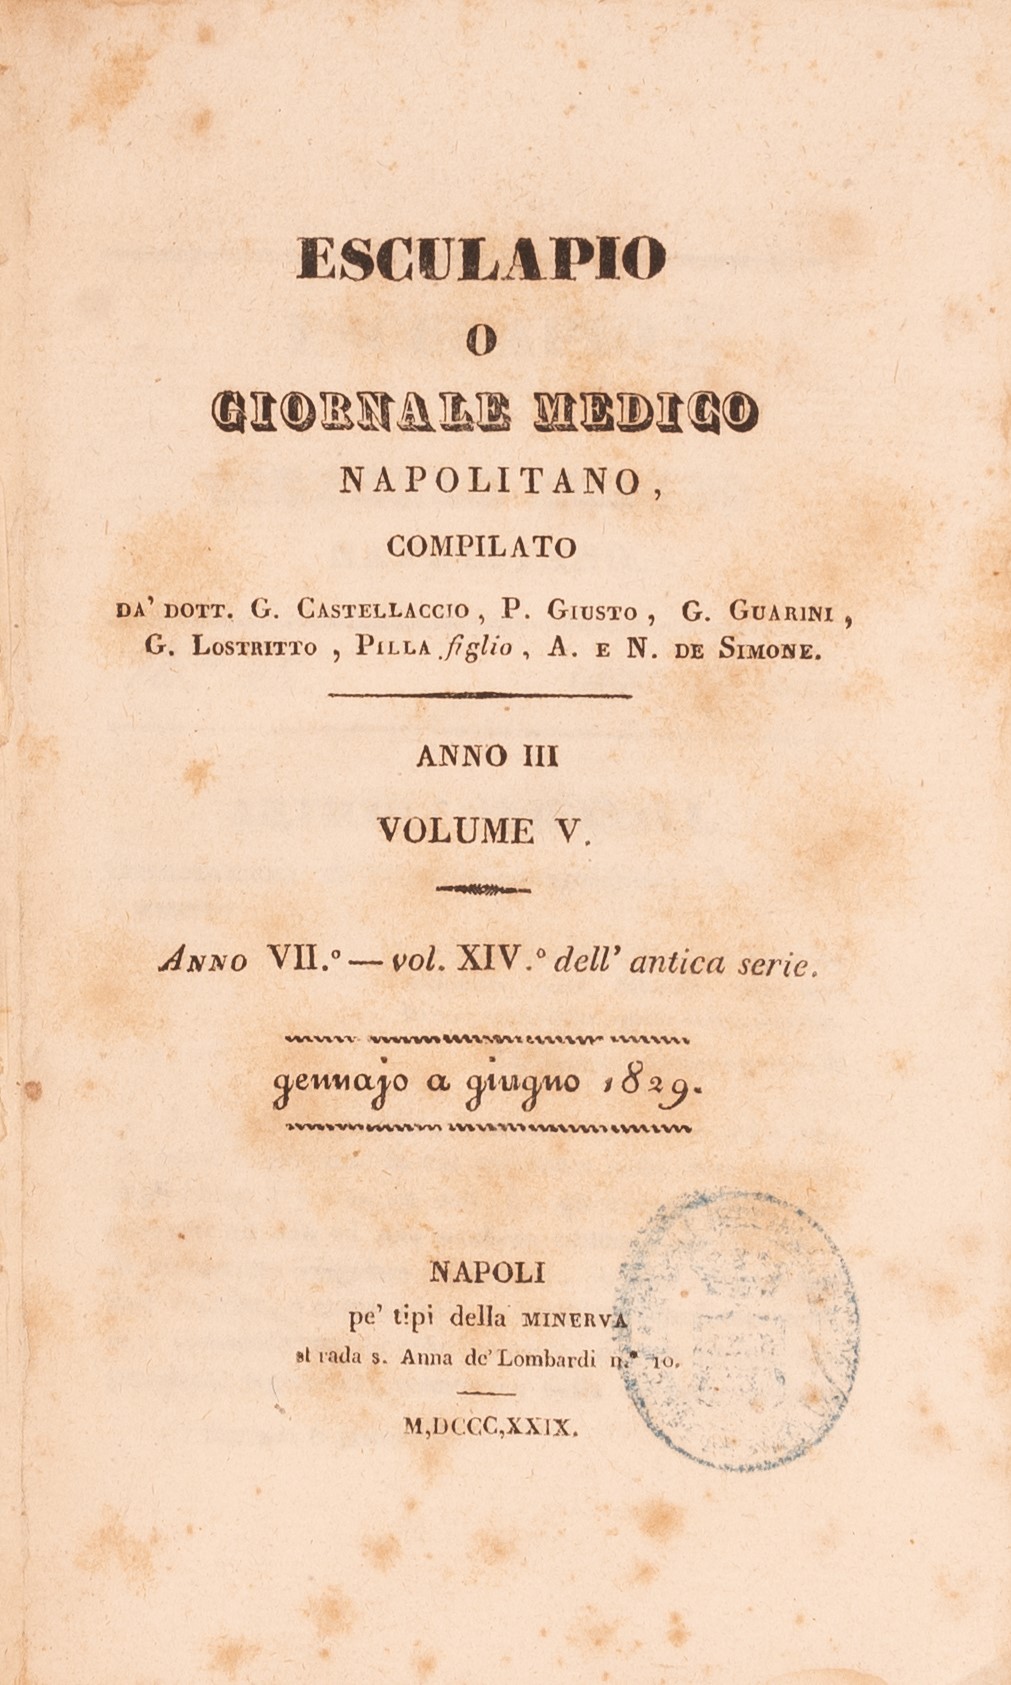 ESCULAPIO
O
GIORNALE MEDICO
NAPOLITANO,
COMPILATO
DA' DOTT. G. CASTELLACCIO, P. GIUSTO, G. GUARINI,
G. LOSTRITTO, PILLA figlio, A. E N. DE SIMONE.
ANNO III
VOLUME V.
ANNO VII.° — vol. XIV.° dell' antica serie.
gennajo a giugno 1829.
NAPOLI
pe' tipi della MINERVA
strada s. Anna de' Lombardi n.° 10.
M,DCCC,XXIX.